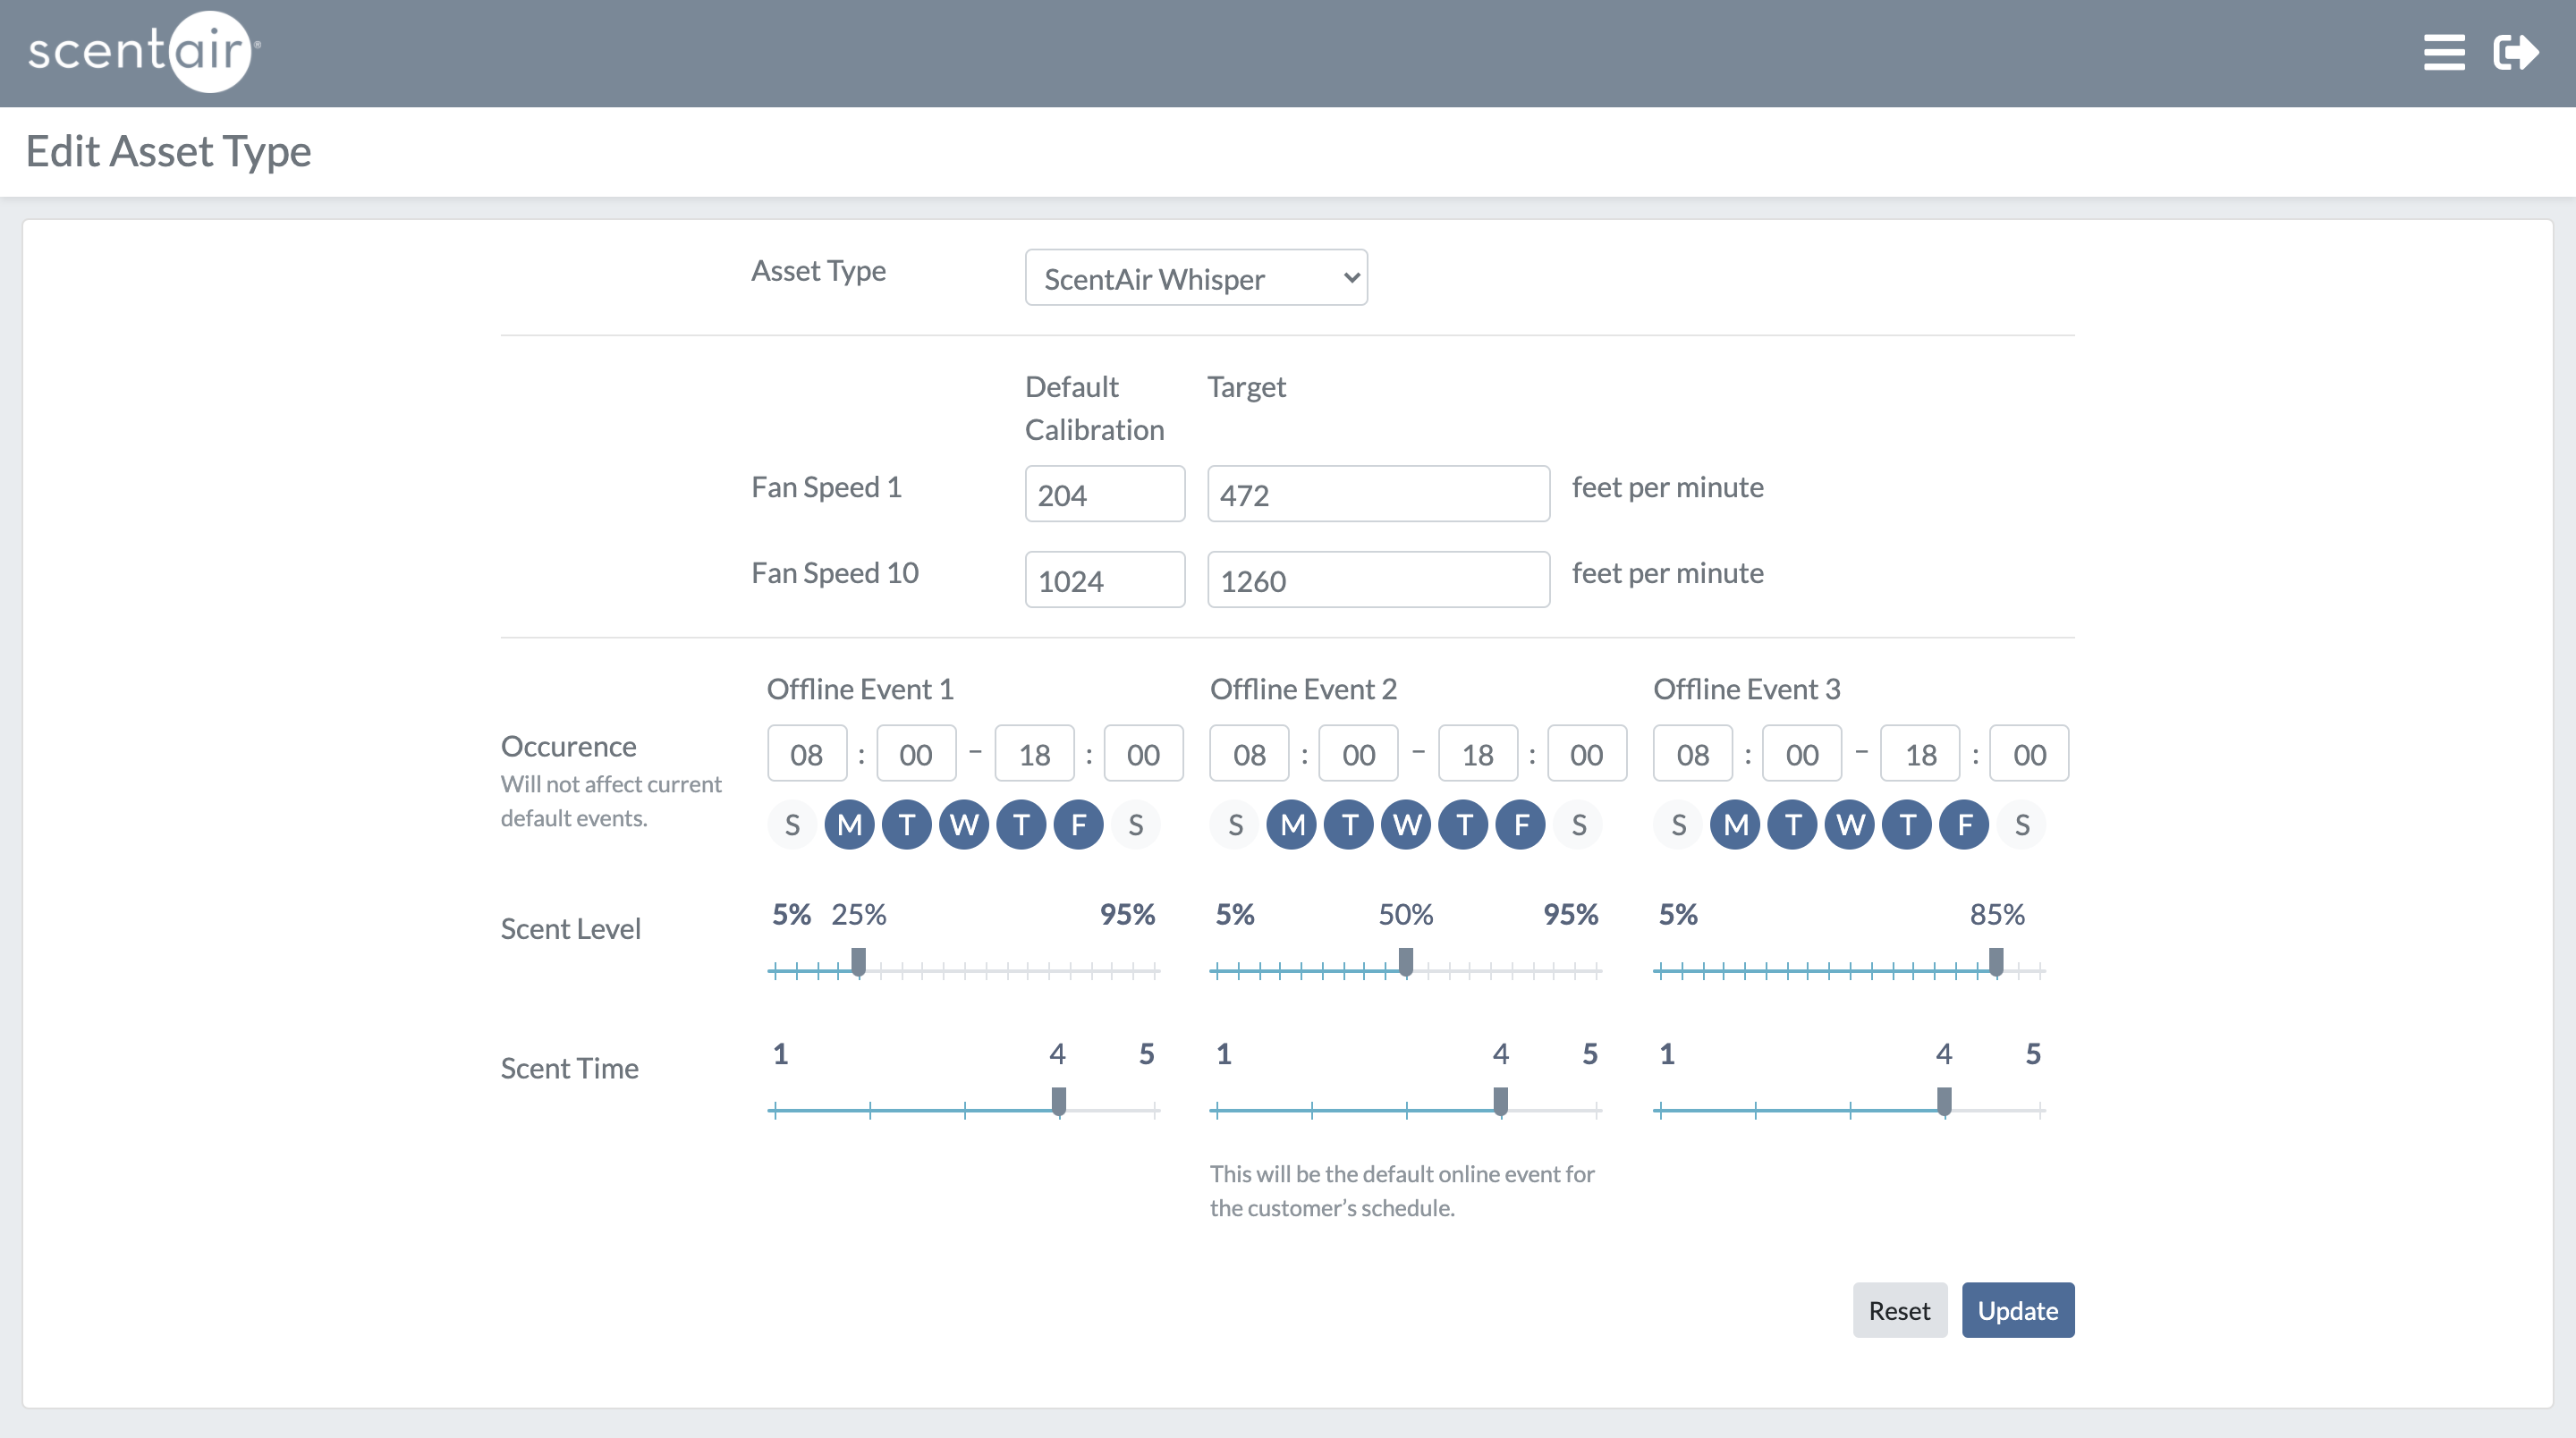 scentair®
Edit Asset Type
Asset Type
ScentAir Whisper
Default
Calibration
Target
Fan Speed 1
204
472
feet per minute
Fan Speed 10
1024
1260
feet per minute
Offline Event 1
Offline Event 2
Offline Event 3
Occurence
Will not affect current
default events.
08 : 00 – 18 : 00
08 : 00 – 18 : 00
08 : 00 – 18 : 00
S M T W T F S
S M T W T F S
S M T W T F S
Scent Level
5% 25% 95%
5% 50% 95%
5% 85%
Scent Time
1 4 5
1 4 5
1 4 5
This will be the default online event for
the customer's schedule.
Reset
Update